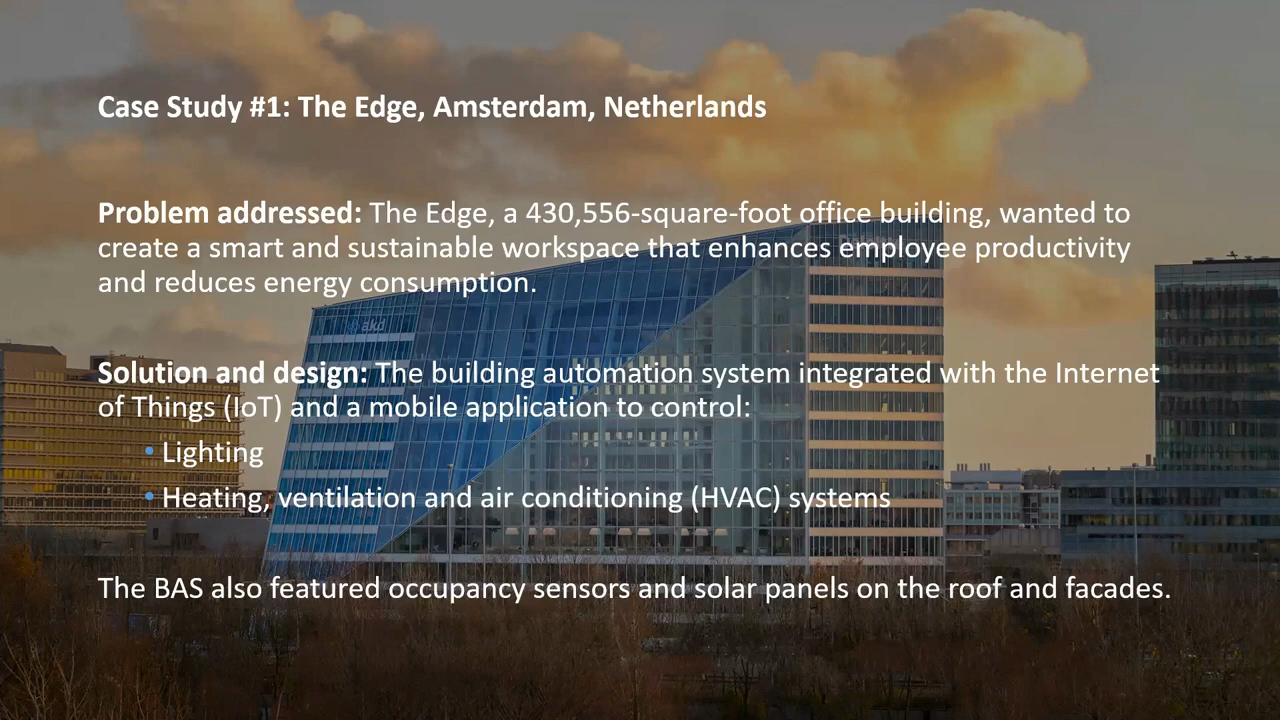 Case Study #1: The Edge, Amsterdam, Netherlands
Problem addressed: The Edge, a 430,556-square-foot office building, wanted to
create a smart and sustainable workspace that enhances employee productivity
and reduces energy consumption.
akd
Solution and design: The building automation system integrated with the Internet
of Things (IoT) and a mobile application to control:
• Lighting
• Heating, ventilation and air conditioning (HVAC) systems
The BAS also featured occupancy sensors and solar panels on the roof and facades.